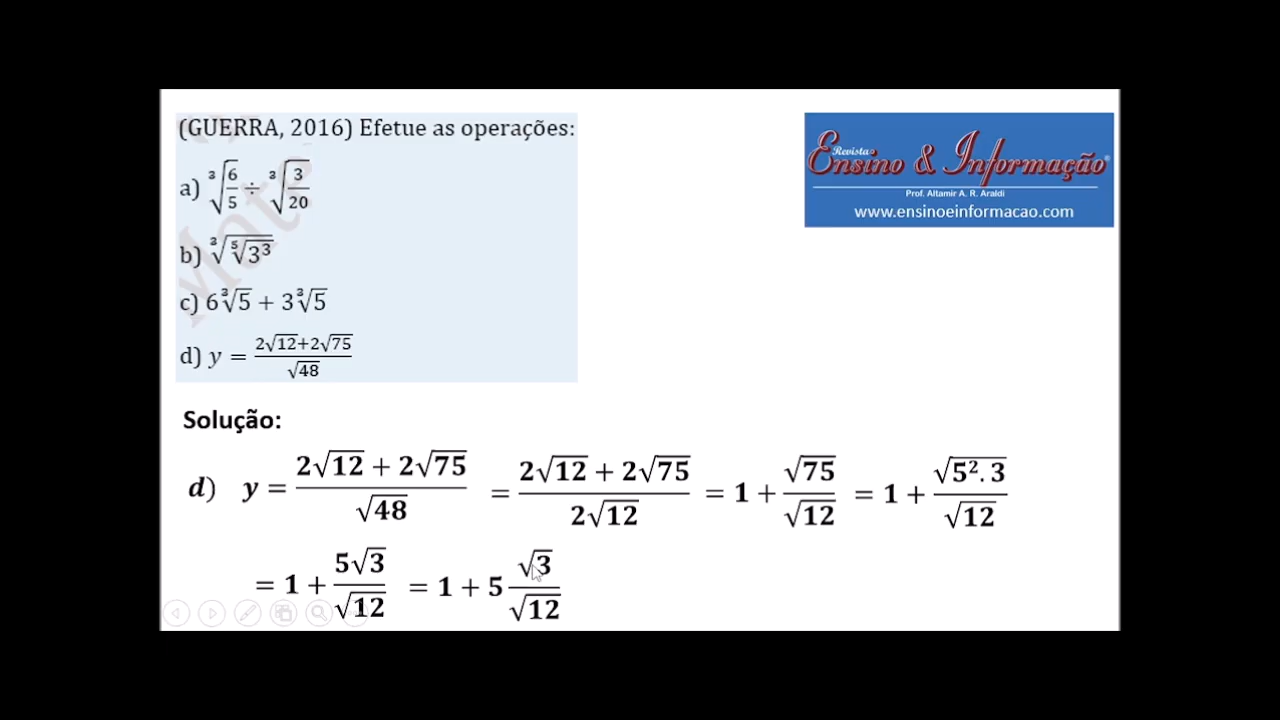 (GUERRA, 2016) Efetue as operações:
a) ∛(6/5) ÷ ∛(3/20)
b) ∛(⁵√(3³))
c) 6∛5 + 3∛5
d) y = (2√12+2√75)/√48
Revista
Ensino & Informação®
Prof. Altamir A. R. Araldi
www.ensinoeinformacao.com
Solução:
d) y = (2√12 + 2√75)/√48 = (2√12 + 2√75)/(2√12) = 1 + √75/√12 = 1 + √(5².3)/√12
= 1 + 5√3/√12 = 1 + 5 √3/√12